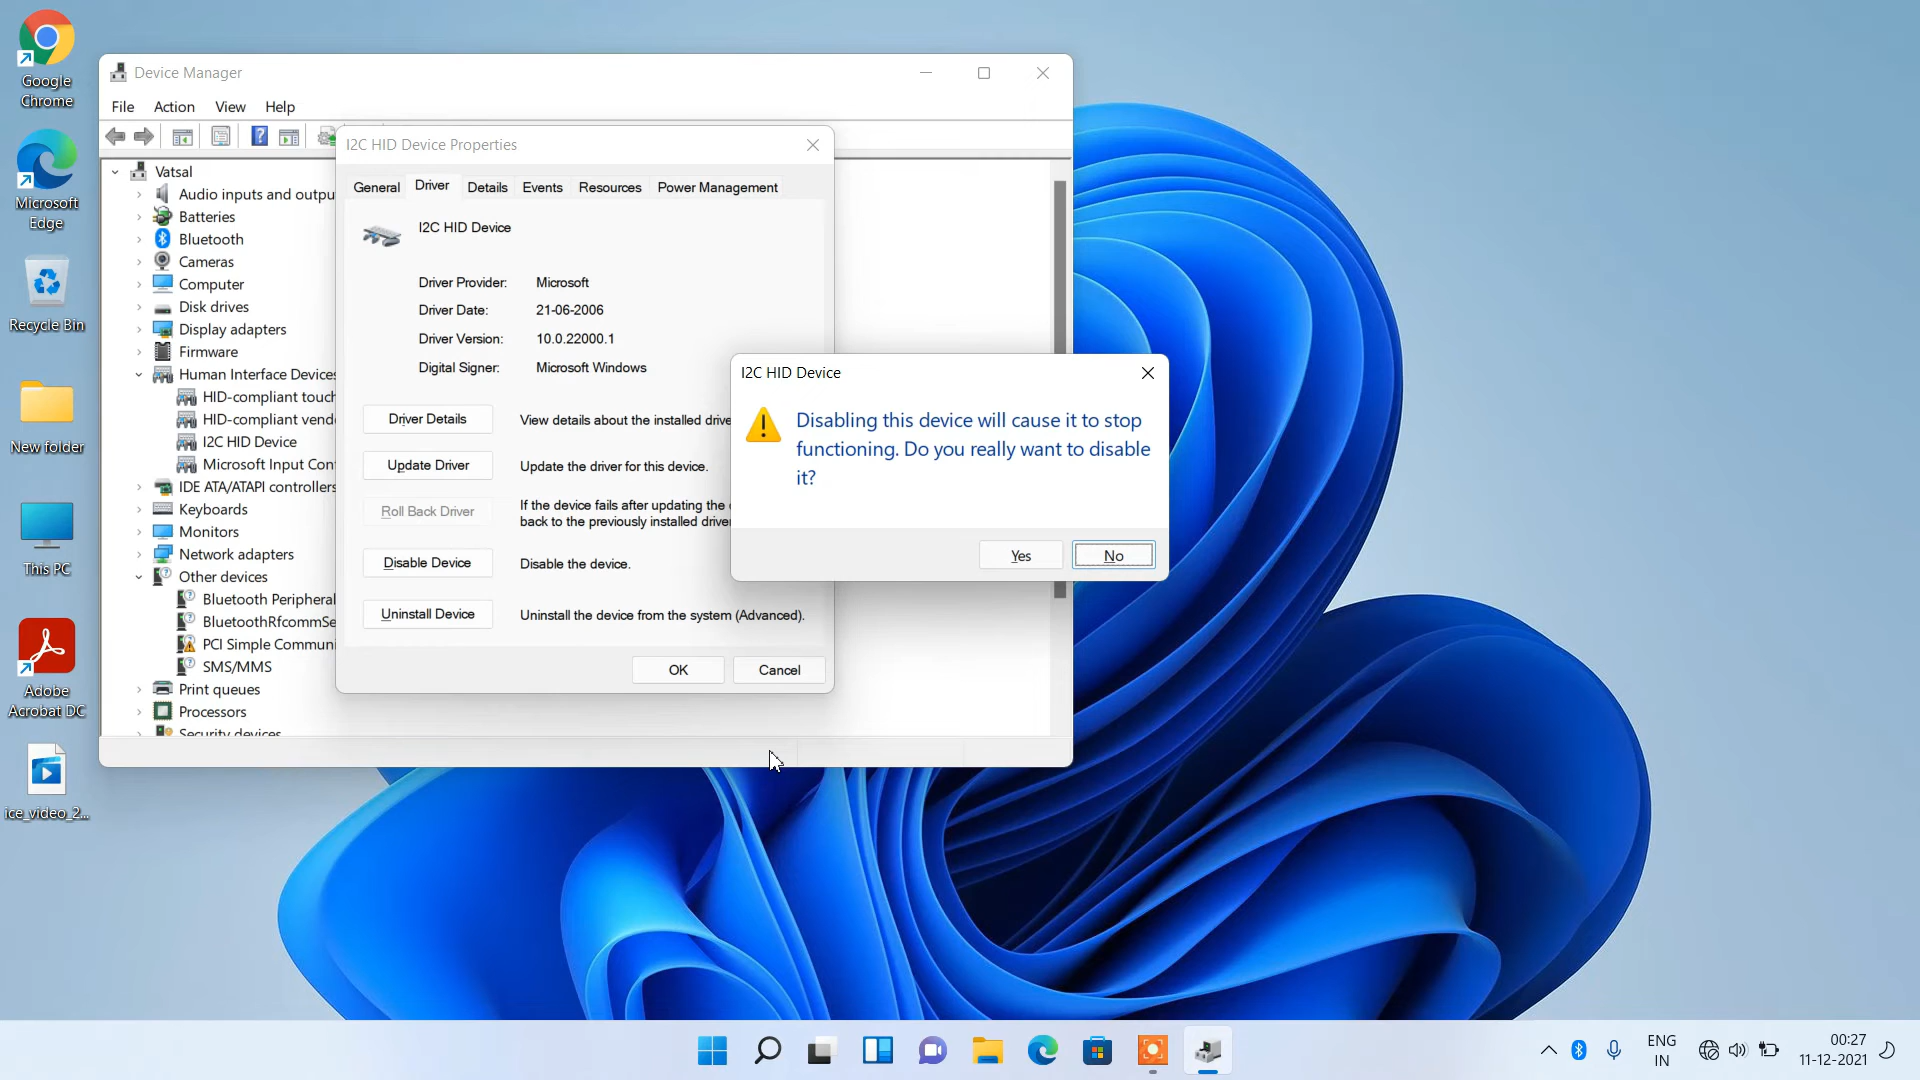 Google
Chrome
Microsoft
Edge
Recycle Bin
New folder
This PC
Adobe
Acrobat DC
ice_video_2...
Device Manager
File Action View Help
Vatsal
Audio inputs and outpu
Batteries
Bluetooth
Cameras
Computer
Disk drives
Display adapters
Firmware
Human Interface Devices
HID-compliant touch
HID-compliant vend
I2C HID Device
Microsoft Input Con
IDE ATA/ATAPI controllers
Keyboards
Monitors
Network adapters
Other devices
Bluetooth Peripheral
BluetoothRfcommSe
PCI Simple Commun
SMS/MMS
Print queues
Processors
Security devices
I2C HID Device Properties
General Driver Details Events Resources Power Management
I2C HID Device
Driver Provider: Microsoft
Driver Date: 21-06-2006
Driver Version: 10.0.22000.1
Digital Signer: Microsoft Windows
Driver Details View details about the installed drive
Update Driver Update the driver for this device.
Roll Back Driver If the device fails after updating the
back to the previously installed drive
Disable Device Disable the device.
Uninstall Device Uninstall the device from the system (Advanced).
OK Cancel
I2C HID Device
Disabling this device will cause it to stop
functioning. Do you really want to disable
it?
Yes No
ENG
IN
00:27
11-12-2021